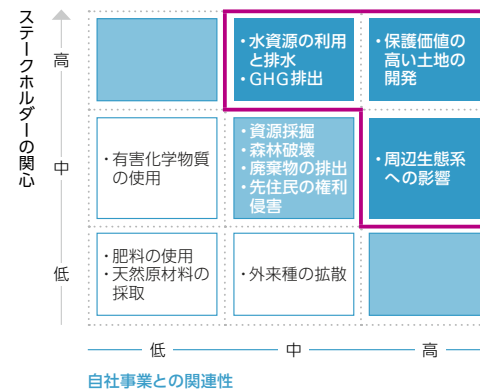 ステークホルダーの関心
高
・水資源の利用
と排水
・GHG排出
・保護価値の
高い土地の
開発
中
・有害化学物質
の使用
・資源採掘
・森林破壊
・廃棄物の排出
・先住民の権利
侵害
・周辺生態系
への影響
低
・肥料の使用
・天然原材料の
採取
・外来種の拡散
低
中
高
自社事業との関連性